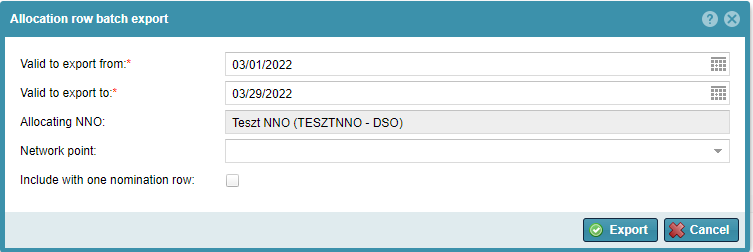 Allocation row batch export
Valid to export from:* 03/01/2022
Valid to export to:* 03/29/2022
Allocating NNO: Teszt NNO (TESZTNNO - DSO)
Network point:
Include with one nomination row:
Export Cancel